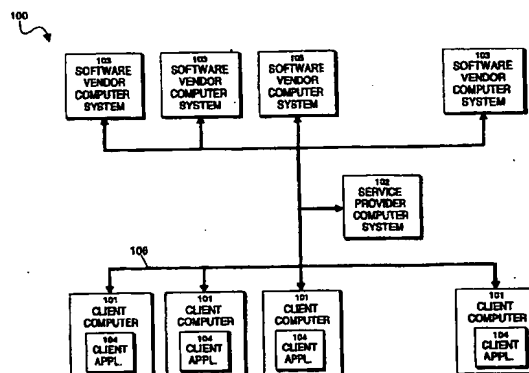 100
103
SOFTWARE
VENDOR
COMPUTER
SYSTEM
103
SOFTWARE
VENDOR
COMPUTER
SYSTEM
103
SOFTWARE
VENDOR
COMPUTER
SYSTEM
103
SOFTWARE
VENDOR
COMPUTER
SYSTEM
102
SERVICE
PROVIDER
COMPUTER
SYSTEM
106
101
CLIENT
COMPUTER
104
CLIENT
APPL.
101
CLIENT
COMPUTER
104
CLIENT
APPL.
101
CLIENT
COMPUTER
104
CLIENT
APPL.
101
CLIENT
COMPUTER
104
CLIENT
APPL.